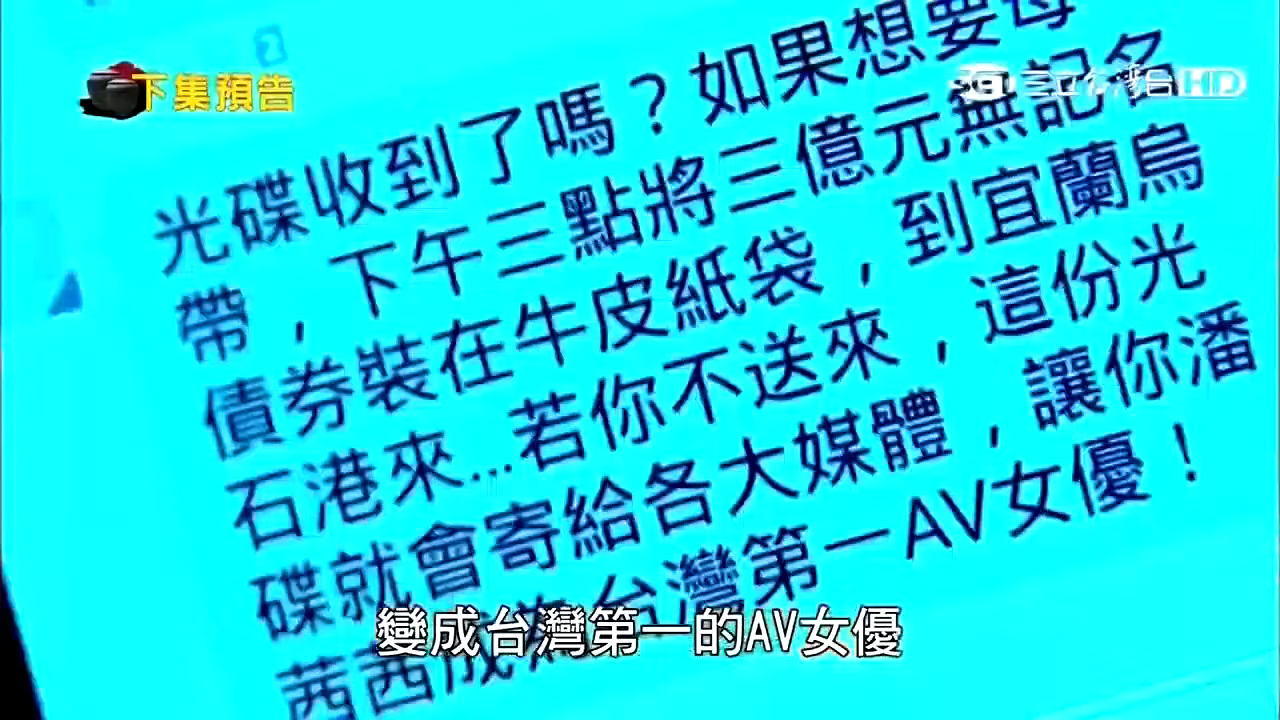 下集預告
三立台灣台HD
光碟收到了嗎？如果想要母
帶，下午三點將三億元無記名
債券裝在牛皮紙袋，到宜蘭烏
石港來...若你不送來，這份光
碟就會寄給各大媒體，讓你潘
茜茜成為台灣第一AV女優！
變成台灣第一的AV女優